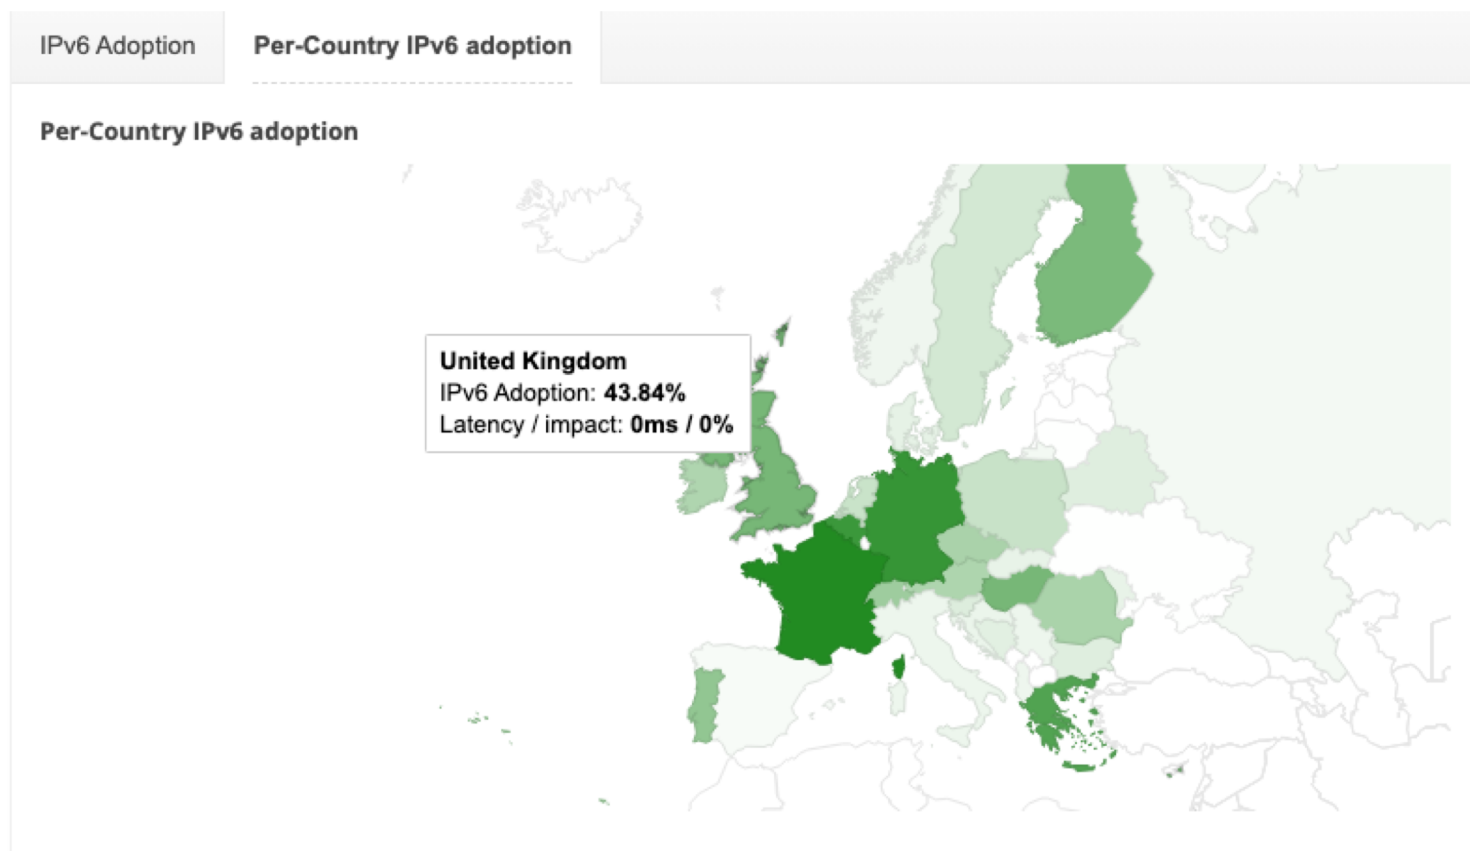 IPv6 Adoption
Per-Country IPv6 adoption
Per-Country IPv6 adoption
United Kingdom
IPv6 Adoption: 43.84%
Latency / impact: 0ms / 0%